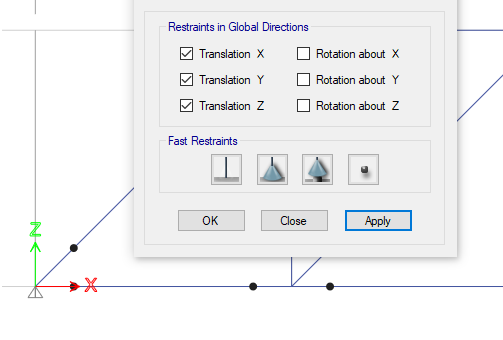 Restraints in Global Directions
Translation X
Rotation about X
Translation Y
Rotation about Y
Translation Z
Rotation about Z
Fast Restraints
OK
Close
Apply
Z
X